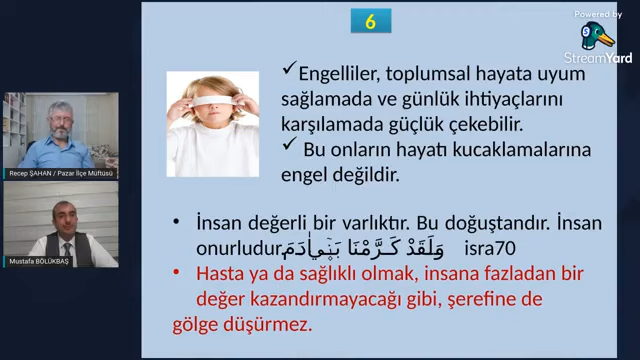 6
Powered by
StreamYard
✓Engelliler, toplumsal hayata uyum
sağlamada ve günlük ihtiyaçlarını
karşılamada güçlük çekebilir.
✓ Bu onların hayatı kucaklamalarına
engel değildir.
Recep ŞAHAN / Pazar İlçe Müftüsü
Mustafa BÖLÜKBAŞ
• İnsan değerli bir varlıktır. Bu doğuştandır. İnsan
onurludur. وَلَقَدْ كَـرَّمْنَا بَنٖٓي اٰدَمَ isra70
• Hasta ya da sağlıklı olmak, insana fazladan bir
değer kazandırmayacağı gibi, şerefine de
gölge düşürmez.